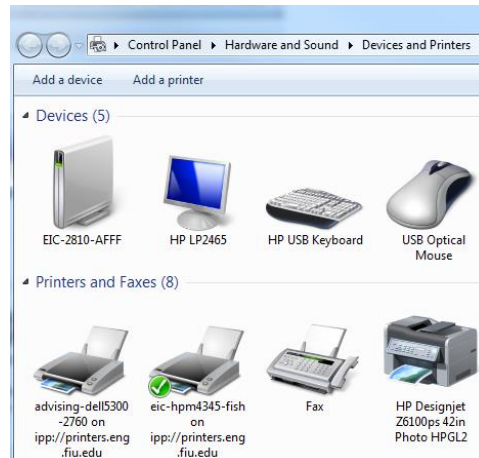 Control Panel ▸ Hardware and Sound ▸ Devices and Printers
Add a device Add a printer
Devices (5)
EIC-2810-AFFF HP LP2465 HP USB Keyboard USB Optical
Mouse
Printers and Faxes (8)
advising-dell5300 eic-hpm4345-fish Fax HP Designjet
-2760 on on Z6100ps 42in
ipp://printers.eng ipp://printers.eng Photo HPGL2
.fiu.edu .fiu.edu